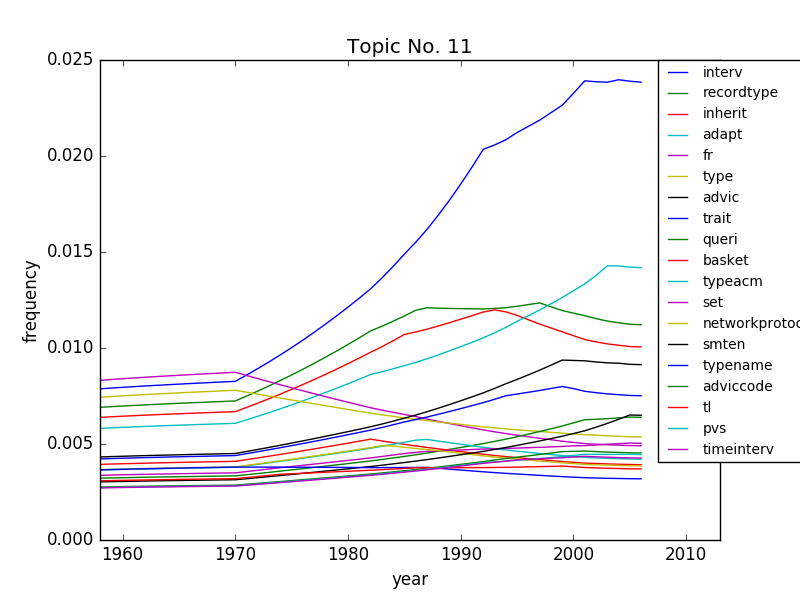 Topic No. 11
0.025
0.020
0.015
0.010
0.005
0.000
frequency
1960 1970 1980 1990 2000 2010
year
interv
recordtype
inherit
adapt
fr
type
advic
trait
queri
basket
typeacm
set
networkprotoc
smten
typename
adviccode
tl
pvs
timeinterv